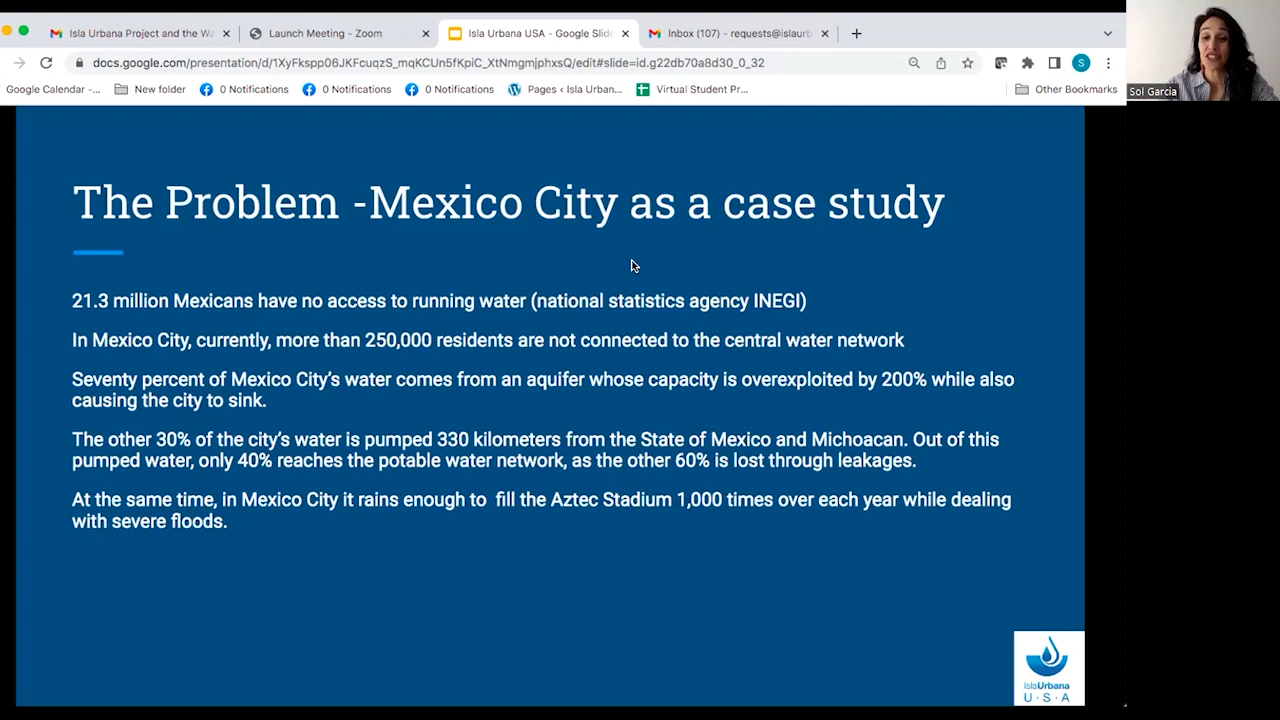 Isla Urbana Project and the Wa
Launch Meeting - Zoom
Isla Urbana USA - Google Slide
Inbox (107) - requests@islaurb
docs.google.com/presentation/d/1XyFkspp06JKFcuqzS_mqKCUn5fKpiC_XtNmgmjphxsQ/edit#slide=id.g22db70a8d30_0_32
S
Google Calendar -...
New folder
0 Notifications
0 Notifications
0 Notifications
Pages ‹ Isla Urban...
Virtual Student Pr...
Other Bookmarks
Sol Garcia
The Problem -Mexico City as a case study
21.3 million Mexicans have no access to running water (national statistics agency INEGI)
In Mexico City, currently, more than 250,000 residents are not connected to the central water network
Seventy percent of Mexico City’s water comes from an aquifer whose capacity is overexploited by 200% while also
causing the city to sink.
The other 30% of the city’s water is pumped 330 kilometers from the State of Mexico and Michoacan. Out of this
pumped water, only 40% reaches the potable water network, as the other 60% is lost through leakages.
At the same time, in Mexico City it rains enough to fill the Aztec Stadium 1,000 times over each year while dealing
with severe floods.
IslaUrbana
U·S·A